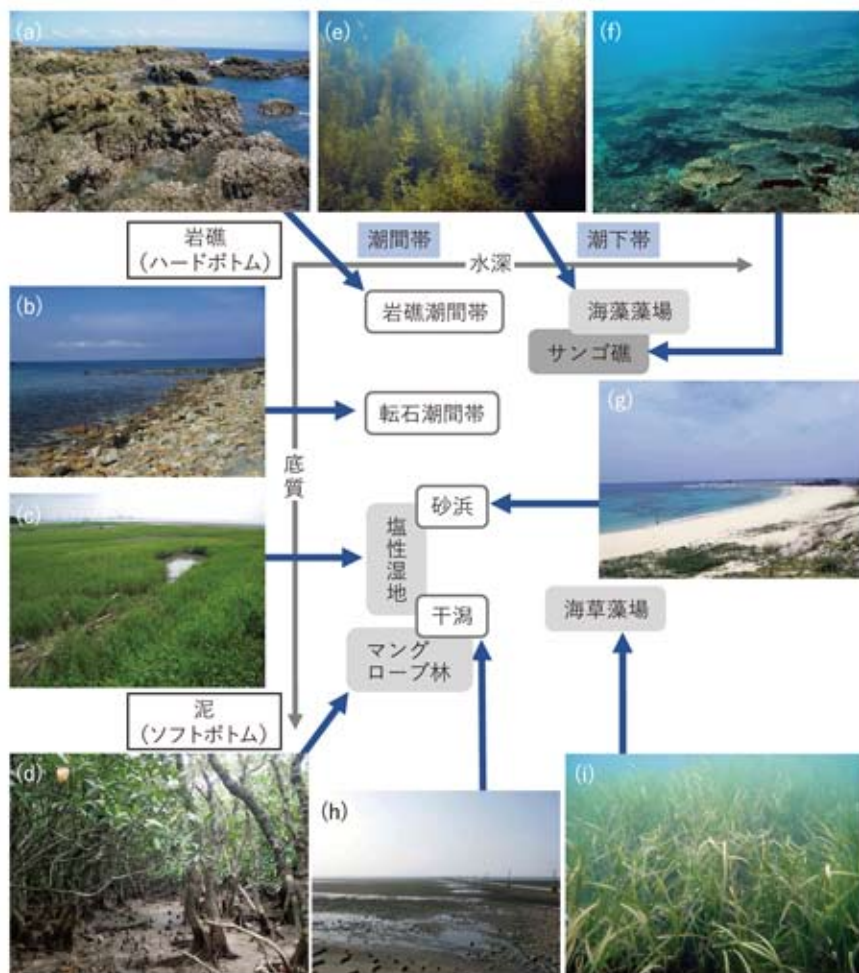 (a)
(e)
(f)
岩礁
(ハードボトム)
潮間帯
水深
潮下帯
岩礁潮間帯
海藻藻場
サンゴ礁
(b)
転石潮間帯
(g)
底質
砂浜
(c)
塩性湿地
干潟
海草藻場
マング
ローブ林
泥
(ソフトボトム)
(d)
(h)
(i)